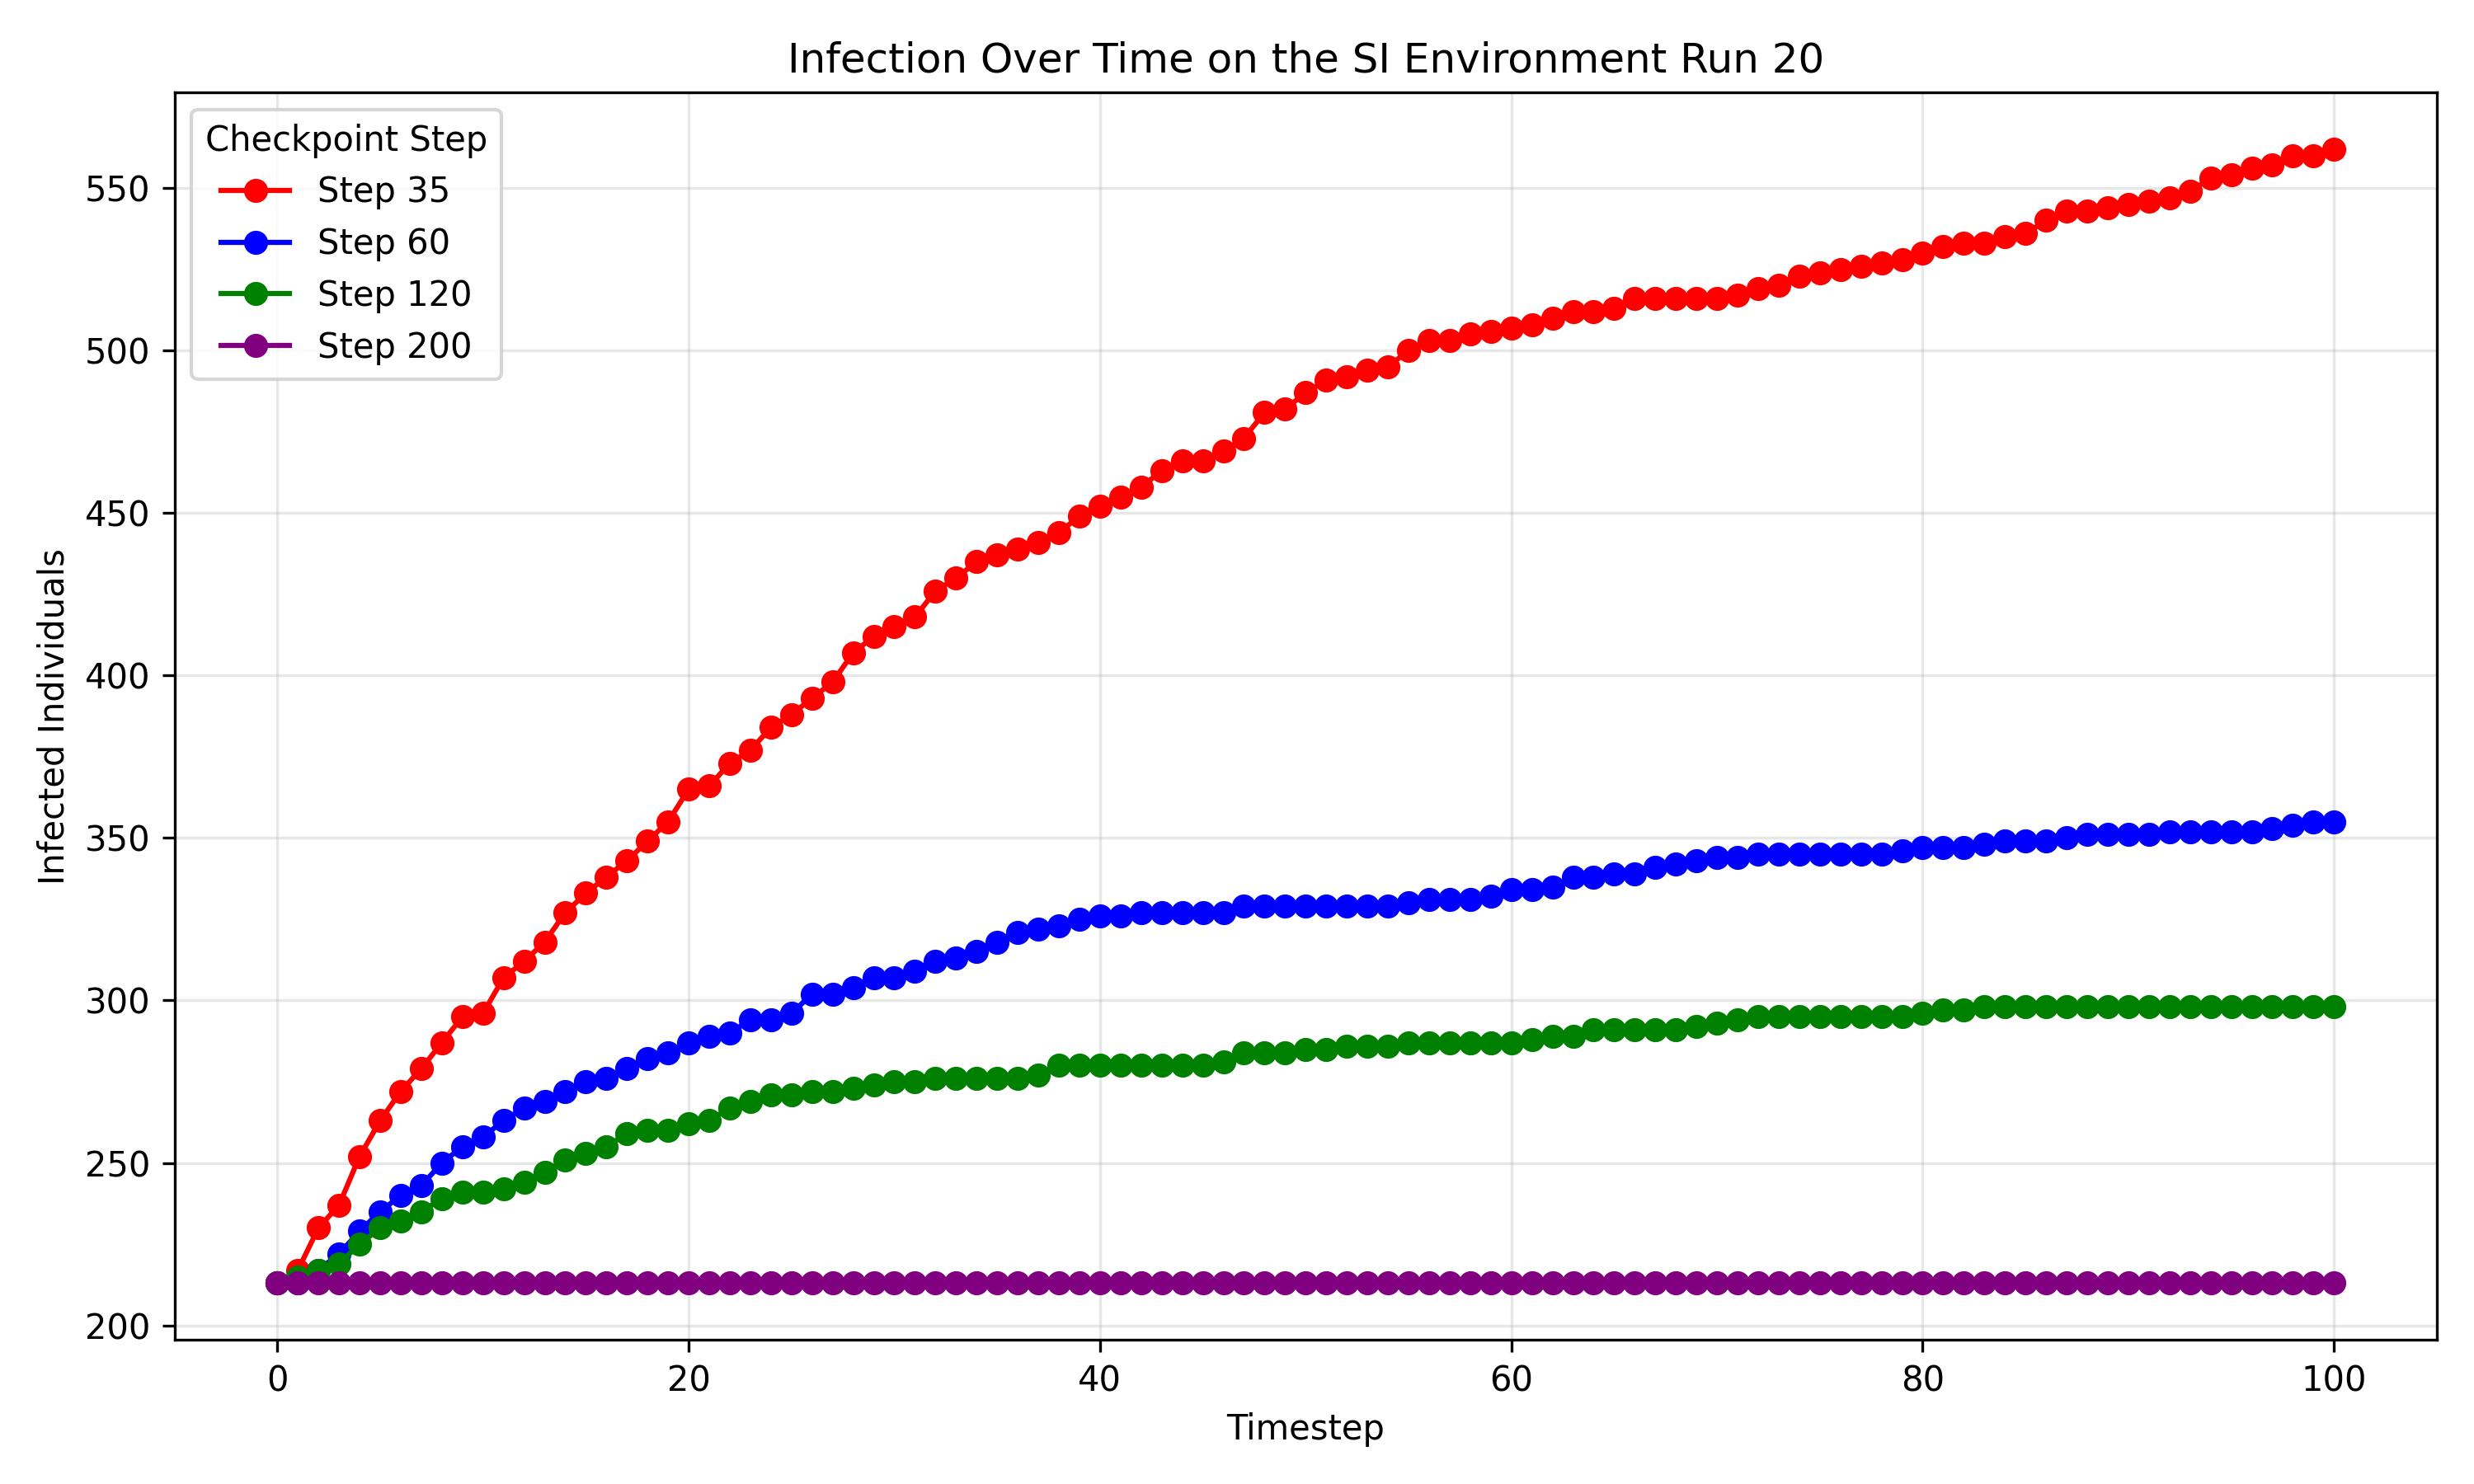 Infection Over Time on the SI Environment Run 20
Checkpoint Step
Step 35
Step 60
Step 120
Step 200
Infected Individuals
550
500
450
400
350
300
250
200
0 20 40 60 80 100
Timestep